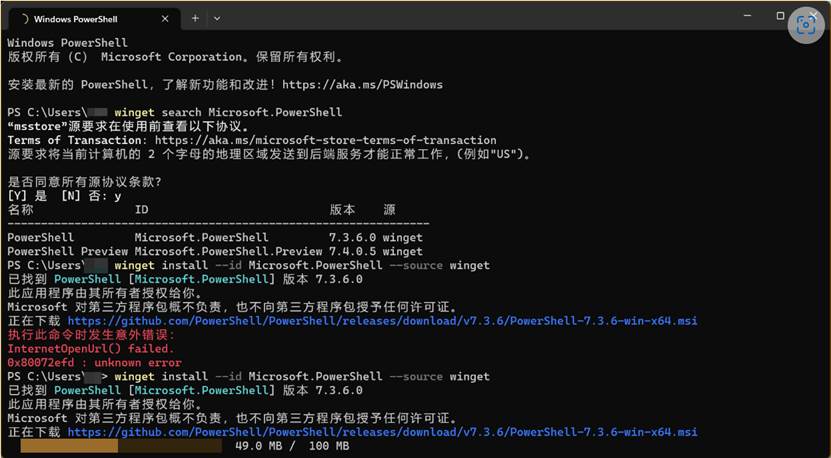 Windows PowerShell
Windows PowerShell
版权所有 (C) Microsoft Corporation。保留所有权利。
安装最新的 PowerShell，了解新功能和改进！https://aka.ms/PSWindows
PS C:\Users\ winget search Microsoft.PowerShell
“msstore”源要求在使用前查看以下协议。
Terms of Transaction: https://aka.ms/microsoft-store-terms-of-transaction
源要求将当前计算机的 2 个字母的地理区域发送到后端服务才能正常工作，(例如"US")。
是否同意所有源协议条款?
[Y] 是  [N] 否: y
名称 ID 版本 源
--------------------------------------------------------------
PowerShell Microsoft.PowerShell 7.3.6.0 winget
PowerShell Preview Microsoft.PowerShell.Preview 7.4.0.5 winget
PS C:\Users\ winget install --id Microsoft.PowerShell --source winget
已找到 PowerShell [Microsoft.PowerShell] 版本 7.3.6.0
此应用程序由其所有者授权给你。
Microsoft 对第三方程序包概不负责，也不向第三方程序包授予任何许可证。
正在下载 https://github.com/PowerShell/PowerShell/releases/download/v7.3.6/PowerShell-7.3.6-win-x64.msi
执行此命令时发生意外错误:
InternetOpenUrl() failed.
0x80072efd : unknown error
PS C:\Users\> winget install --id Microsoft.PowerShell --source winget
已找到 PowerShell [Microsoft.PowerShell] 版本 7.3.6.0
此应用程序由其所有者授权给你。
Microsoft 对第三方程序包概不负责，也不向第三方程序包授予任何许可证。
正在下载 https://github.com/PowerShell/PowerShell/releases/download/v7.3.6/PowerShell-7.3.6-win-x64.msi
49.0 MB / 100 MB